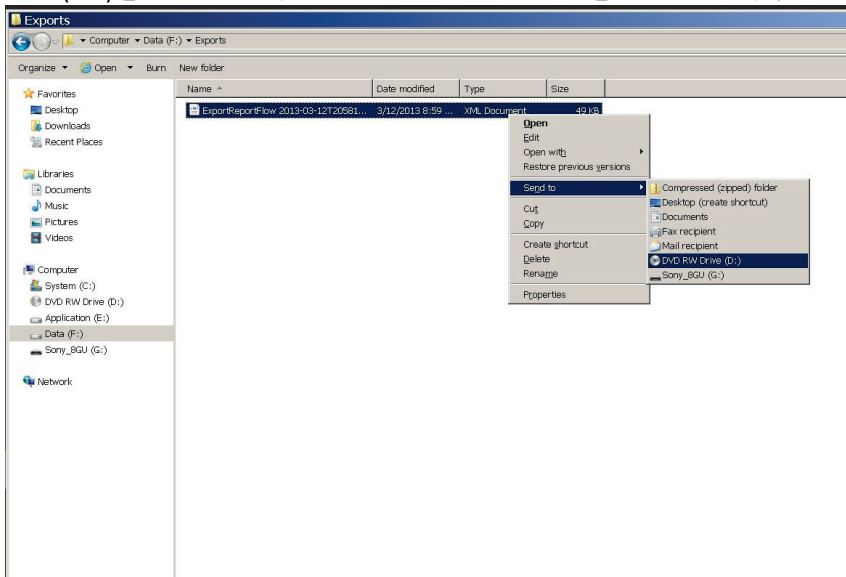 Exports
Computer ▾ Data (F:) ▾ Exports
Organize ▾ Open ▾ Burn New folder
Name Date modified Type Size
Favorites
Desktop
Downloads
Recent Places
Libraries
Documents
Music
Pictures
Videos
Computer
System (C:)
DVD RW Drive (D:)
Application (E:)
Data (F:)
Sony_8GU (G:)
Network
ExportReportFlow 2013-03-12T20581... 3/12/2013 8:59 ... XML Document 49 KB
Open
Edit
Open with
Restore previous versions
Send to
Cut
Copy
Create shortcut
Delete
Rename
Properties
Compressed (zipped) folder
Desktop (create shortcut)
Documents
Fax recipient
Mail recipient
DVD RW Drive (D:)
Sony_8GU (G:)